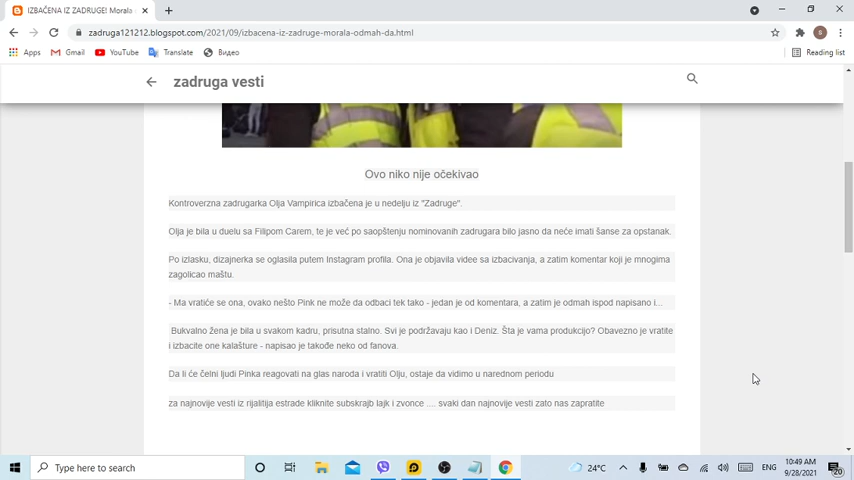 IZBAČENA IZ ZADRUGE! Morala
zadruga121212.blogspot.com/2021/09/izbacena-iz-zadruge-morala-odmah-da.html
Apps Gmail YouTube Translate Видео Reading list
zadruga vesti
Ovo niko nije očekivao
Kontroverzna zadrugarka Olja Vampirica izbačena je u nedelju iz "Zadruge".
Olja je bila u duelu sa Filipom Carem, te je već po saopštenju nominovanih zadrugara bilo jasno da neće imati šanse za opstanak.
Po izlasku, dizajnerka se oglasila putem Instagram profila. Ona je objavila videe sa izbacivanja, a zatim komentar koji je mnogima
zagolicao maštu.
- Ma vratiće se ona, ovako nešto Pink ne može da odbaci tek tako - jedan je od komentara, a zatim je odmah ispod napisano i...
Bukvalno žena je bila u svakom kadru, prisutna stalno. Svi je podržavaju kao i Deniz. Šta je vama produkcijo? Obavezno je vratite
i izbacite one kalašture - napisao je takođe neko od fanova.
Da li će čelni ljudi Pinka reagovati na glas naroda i vratiti Olju, ostaje da vidimo u narednom periodu
za najnovije vesti iz rijalitija estrade kliknite subskrajb lajk i zvonce .... svaki dan najnovije vesti zato nas zapratite
Type here to search
24°C ENG 10:49 AM
9/28/2021
20